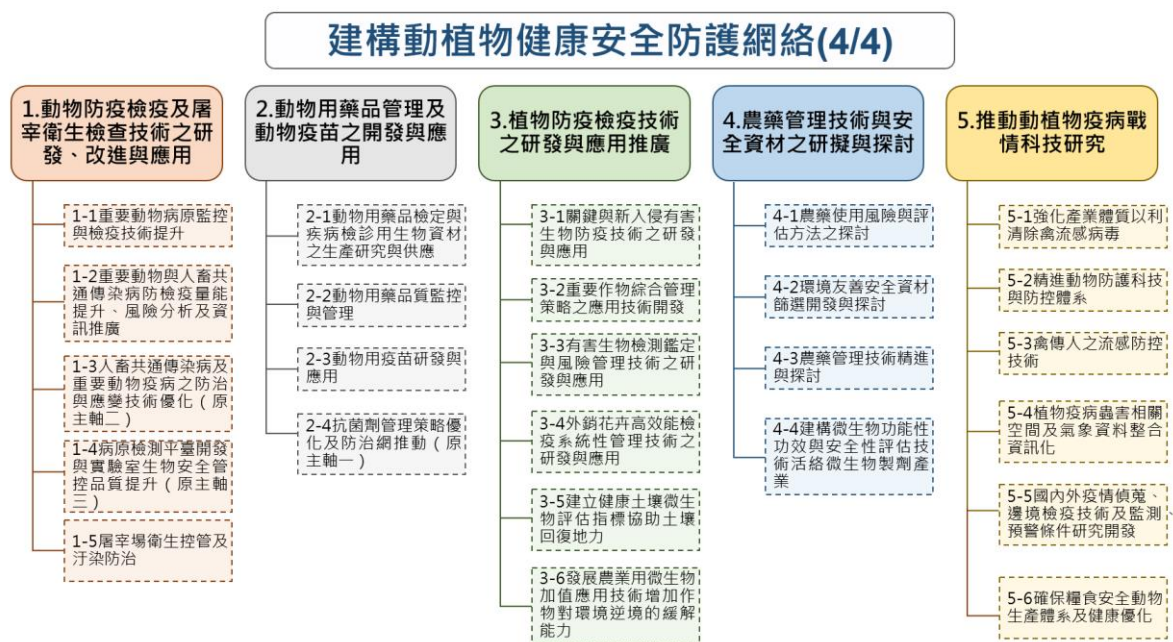 建構動植物健康安全防護網絡(4/4)
1.動物防疫檢疫及屠
宰衛生檢查技術之研
發、改進與應用
1-1重要動物病原監控
與檢疫技術提升
1-2重要動物與人畜共
通傳染病防檢疫量能
提升、風險分析及資
訊推廣
1-3人畜共通傳染病及
重要動物疫病之防治
與應變技術優化（原
主軸二）
1-4病原檢測平臺開發
與實驗室生物安全管
控品質提升（原主軸
三）
1-5屠宰場衛生控管及
汙染防治
2.動物用藥品管理及
動物疫苗之開發與應
用
2-1動物用藥品檢定與
疾病檢診用生物資材
之生產研究與供應
2-2動物用藥品質監控
與管理
2-3動物用疫苗研發與
應用
2-4抗菌劑管理策略優
化及防治網推動（原
主軸一）
3.植物防疫檢疫技術
之研發與應用推廣
3-1關鍵與新入侵有害
生物防疫技術之研發
與應用
3-2重要作物綜合管理
策略之應用技術開發
3-3有害生物檢測鑑定
與風險管理技術之研
發與應用
3-4外銷花卉高效能檢
疫系統性管理技術之
研發與應用
3-5建立健康土壤微生
物評估指標協助土壤
回復地力
3-6發展農業用微生物
加值應用技術增加作
物對環境逆境的緩解
能力
4.農藥管理技術與安
全資材之研擬與探討
4-1農藥使用風險與評
估方法之探討
4-2環境友善安全資材
篩選開發與探討
4-3農藥管理技術精進
與探討
4-4建構微生物功能性
功效與安全性評估技
術活絡微生物製劑產
業
5.推動動植物疫病戰
情科技研究
5-1強化產業體質以利
清除禽流感病毒
5-2精進動物防護科技
與防控體系
5-3禽傳人之流感防控
技術
5-4植物疫病蟲害相關
空間及氣象資料整合
資訊化
5-5國內外疫情偵蒐、
邊境檢疫技術及監測、
預警條件研究開發
5-6確保糧食安全動物
生產體系及健康優化